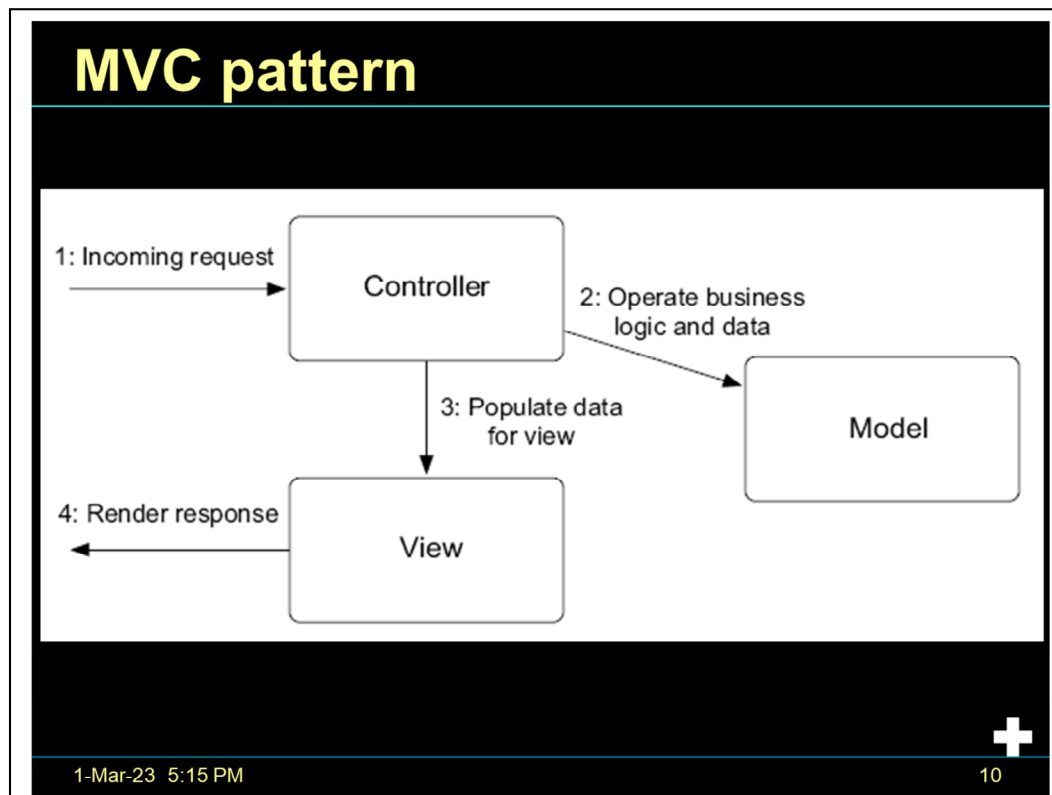 MVC pattern
1: Incoming request
Controller
2: Operate business
logic and data
3: Populate data
for view
Model
4: Render response
View
1-Mar-23 5:15 PM
10